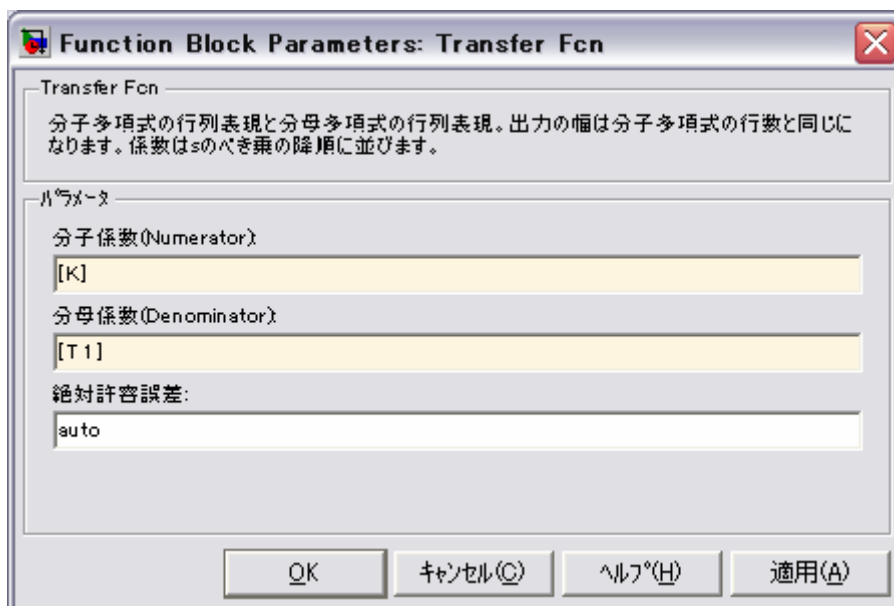 Function Block Parameters: Transfer Fcn
Transfer Fcn
分子多項式の行列表現と分母多項式の行列表現。出力の幅は分子多項式の行数と同じに
なります。係数はsのべき乗の降順に並びます。
パラメータ
分子係数(Numerator):
[K]
分母係数(Denominator):
[T 1]
絶対許容誤差:
auto
OK キャンセル(C) ヘルプ(H) 適用(A)